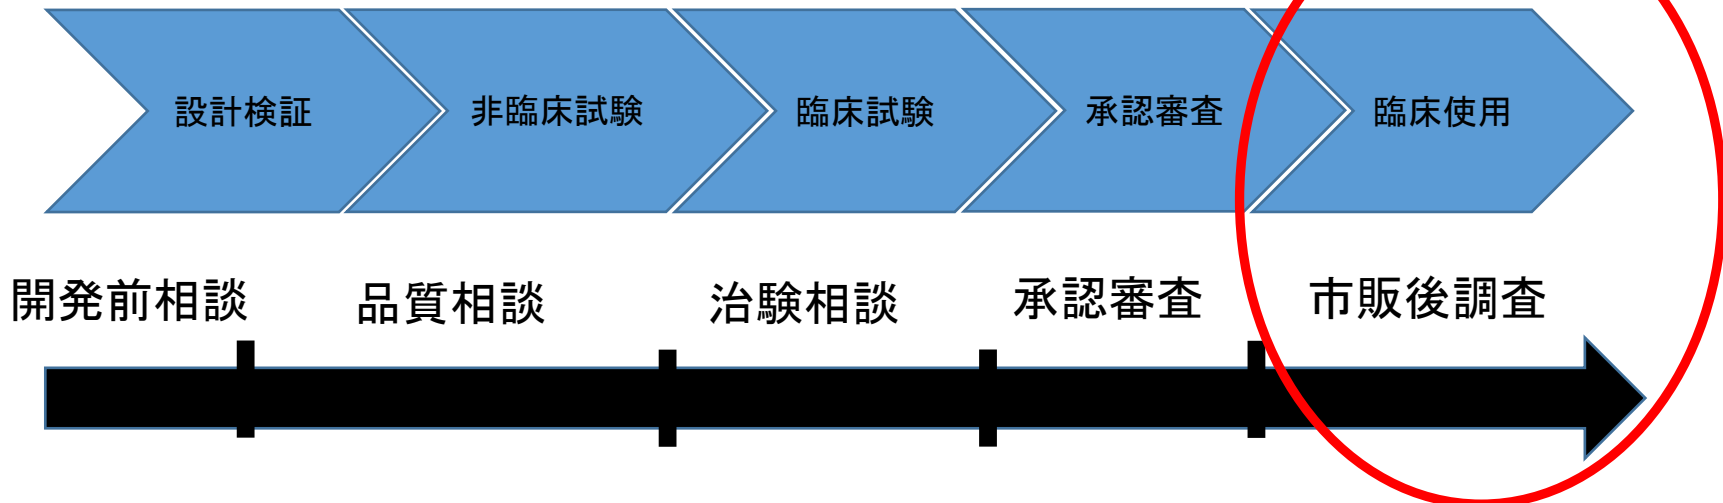 設計検証
非臨床試験
臨床試験
承認審査
臨床使用
開発前相談
品質相談
治験相談
承認審査
市販後調査